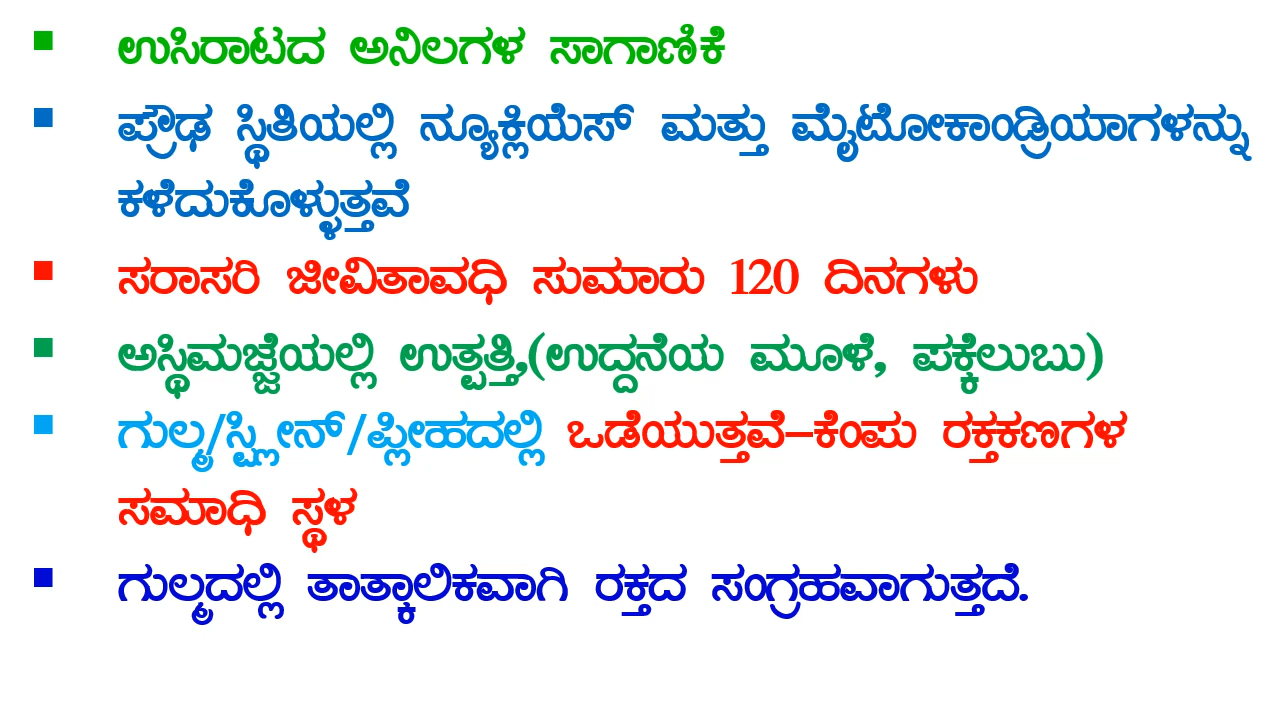 ▪ ಉಸಿರಾಟದ ಅನಿಲಗಳ ಸಾಗಾಣಿಕೆ
▪ ಪ್ರೌಢ ಸ್ಥಿತಿಯಲ್ಲಿ ನ್ಯೂಕ್ಲಿಯೆಸ್ ಮತ್ತು ಮೈಟೋಕಾಂಡ್ರಿಯಾಗಳನ್ನು
ಕಳೆದುಕೊಳ್ಳುತ್ತವೆ
▪ ಸರಾಸರಿ ಜೀವಿತಾವಧಿ ಸುಮಾರು 120 ದಿನಗಳು
▪ ಅಸ್ಥಿಮಜ್ಜೆಯಲ್ಲಿ ಉತ್ಪತ್ತಿ,(ಉದ್ದನೆಯ ಮೂಳೆ, ಪಕ್ಕೆಲುಬು)
▪ ಗುಲ್ಮ/ಸ್ಪ್ಲೀನ್/ಪ್ಲೀಹದಲ್ಲಿ ಒಡೆಯುತ್ತವೆ–ಕೆಂಪು ರಕ್ತಕಣಗಳ
ಸಮಾಧಿ ಸ್ಥಳ
▪ ಗುಲ್ಮದಲ್ಲಿ ತಾತ್ಕಾಲಿಕವಾಗಿ ರಕ್ತದ ಸಂಗ್ರಹವಾಗುತ್ತದೆ.